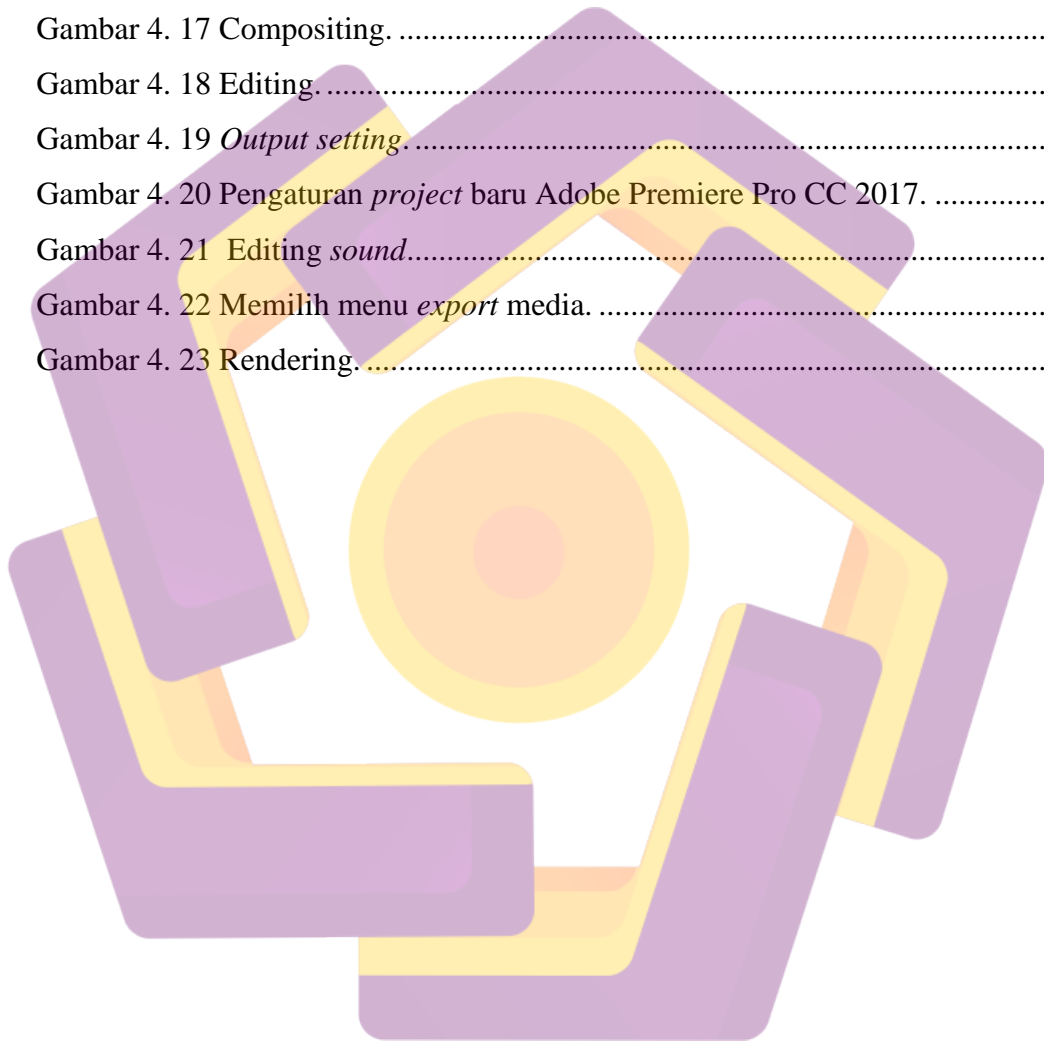 Gambar 4. 17 Compositing. ...................................................................................
Gambar 4. 18 Editing. ............................................................................................
Gambar 4. 19 Output setting. .................................................................................
Gambar 4. 20 Pengaturan project baru Adobe Premiere Pro CC 2017. ..............
Gambar 4. 21  Editing sound..................................................................................
Gambar 4. 22 Memilih menu export media. .........................................................
Gambar 4. 23 Rendering. .......................................................................................